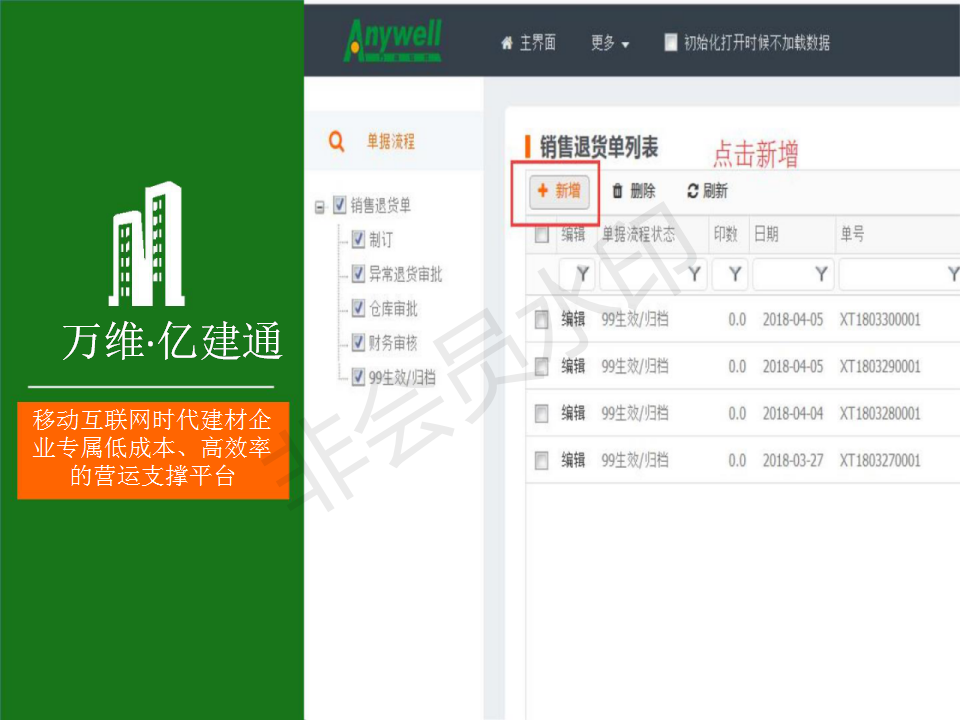 万维·亿建通
移动互联网时代建材企
业专属低成本、高效率
的营运支撑平台
Anywell
主界面 更多 初始化打开时候不加载数据
单据流程
销售退货单
制订
异常退货审批
仓库审批
财务审核
99生效/归档
销售退货单列表 点击新增
新增 删除 刷新
编辑 单据流程状态 印数 日期 单号
编辑 99生效/归档 0.0 2018-04-05 XT1803300001
编辑 99生效/归档 0.0 2018-04-05 XT1803290001
编辑 99生效/归档 0.0 2018-04-04 XT1803280001
编辑 99生效/归档 0.0 2018-03-27 XT1803270001
非会员水印